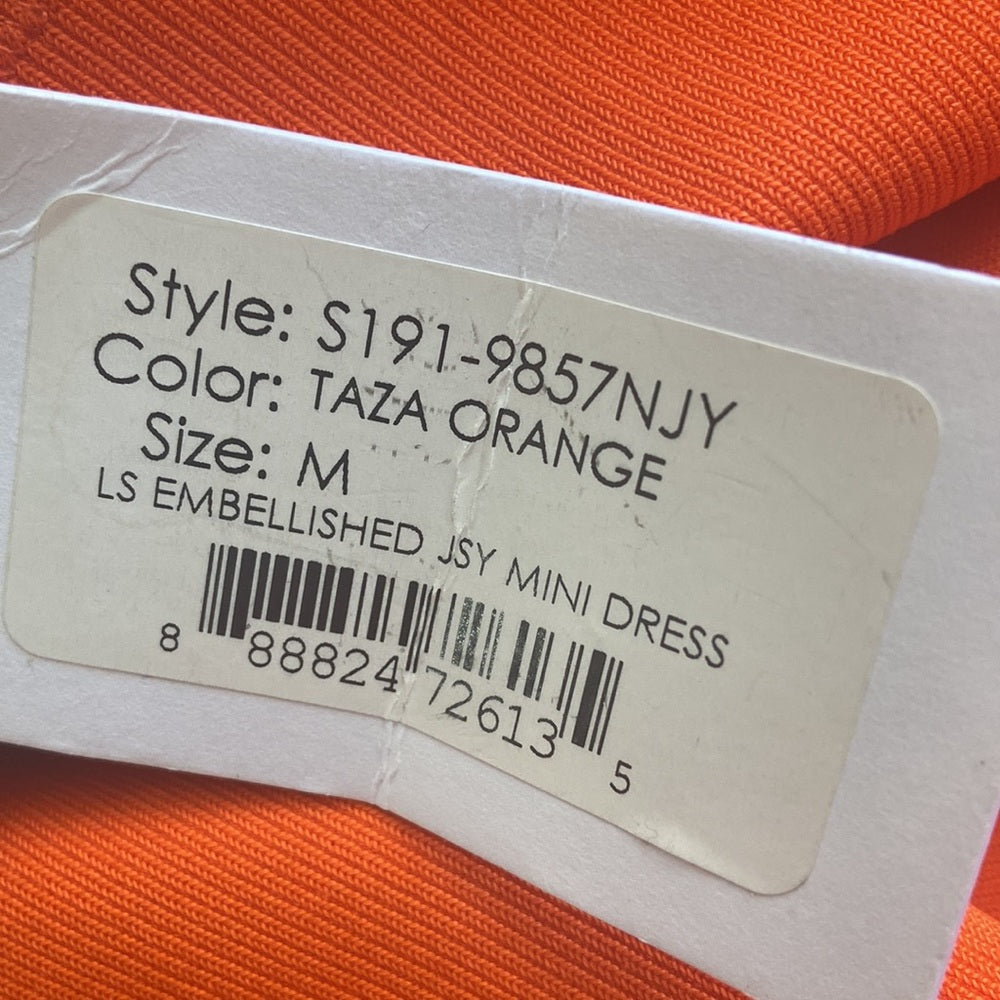 Style: S191-9857NJY
Color: TAZA ORANGE
Size: M
LS EMBELLISHED JSY MINI DRESS
8 88824 72613 5